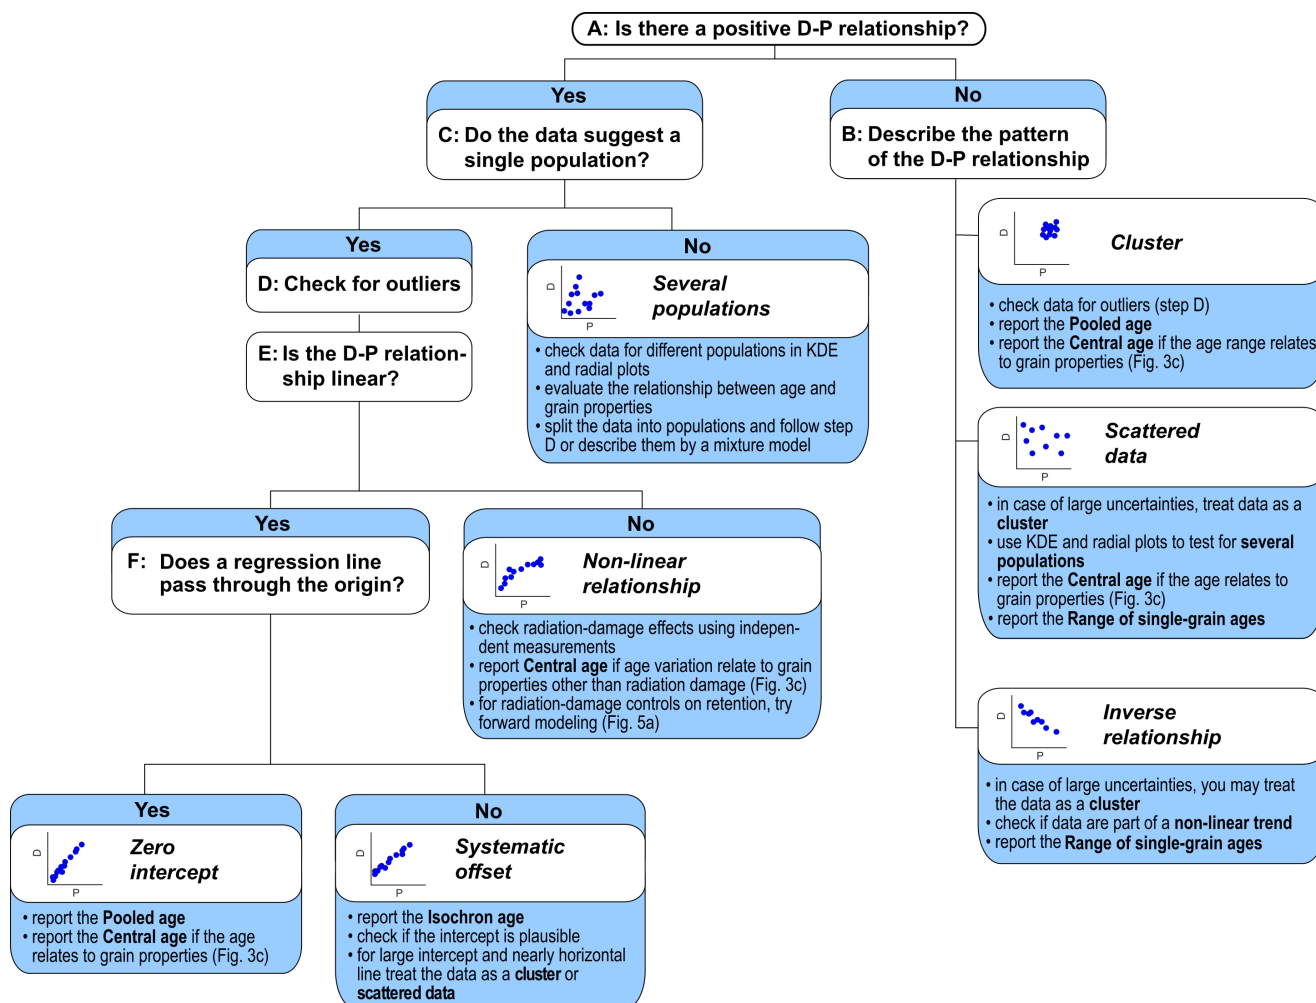 A: Is there a positive D-P relationship?
Yes
C: Do the data suggest a
single population?
No
B: Describe the pattern
of the D-P relationship
D
P
Cluster
• check data for outliers (step D)
• report the Pooled age
• report the Central age if the age range relates
to grain properties (Fig. 3c)
D
P
Scattered
data
• in case of large uncertainties, treat data as a
cluster
• use KDE and radial plots to test for several
populations
• report the Central age if the age relates to
grain properties (Fig. 3c)
• report the Range of single-grain ages
D
P
Inverse
relationship
• in case of large uncertainties, you may treat
the data as a cluster
• check if data are part of a non-linear trend
• report the Range of single-grain ages
Yes
D: Check for outliers
E: Is the D-P relation-
ship linear?
No
D
P
Several
populations
• check data for different populations in KDE
and radial plots
• evaluate the relationship between age and
grain properties
• split the data into populations and follow step
D or describe them by a mixture model
Yes
F: Does a regression line
pass through the origin?
No
D
P
Non-linear
relationship
• check radiation-damage effects using indepen-
dent measurements
• report Central age if age variation relate to grain
properties other than radiation damage (Fig. 3c)
• for radiation-damage controls on retention, try
forward modeling (Fig. 5a)
Yes
D
P
Zero
intercept
• report the Pooled age
• report the Central age if the age
relates to grain properties (Fig. 3c)
No
D
P
Systematic
offset
• report the Isochron age
• check if the intercept is plausible
• for large intercept and nearly horizontal
line treat the data as a cluster or
scattered data